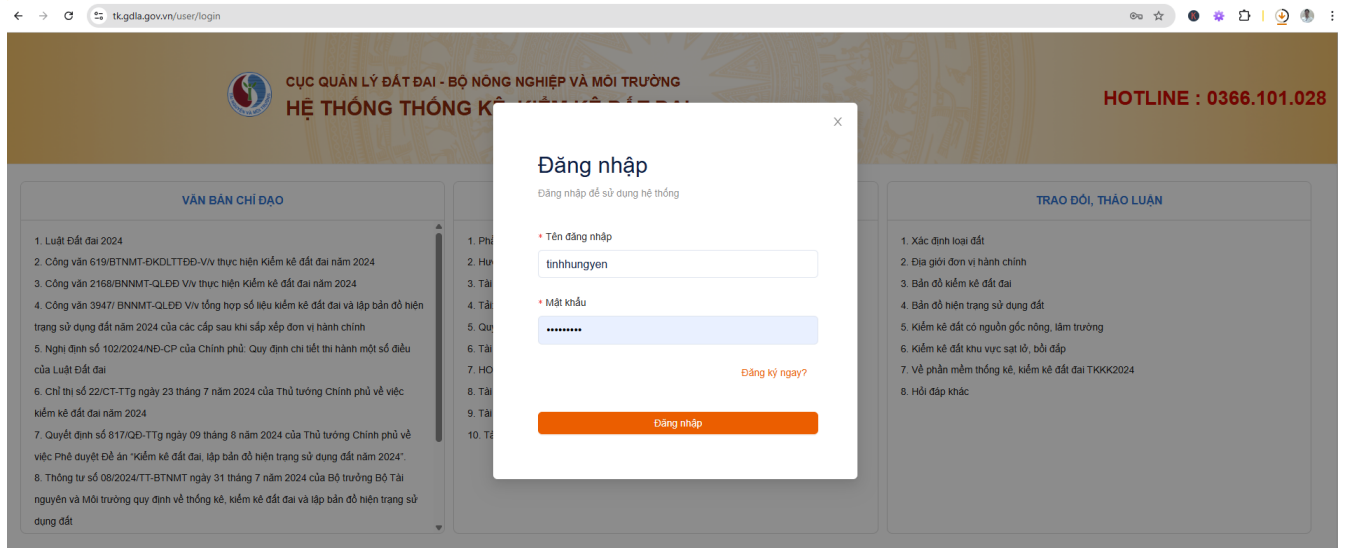 tk.gdla.gov.vn/user/login
CỤC QUẢN LÝ ĐẤT ĐAI - BỘ NÔNG NGHIỆP VÀ MÔI TRƯỜNG
HỆ THỐNG THỐNG
HOTLINE : 0366.101.028
Đăng nhập
Đăng nhập để sử dụng hệ thống
* Tên đăng nhập
tinhhungyen
* Mật khẩu
•••••••••
Đăng ký ngay?
Đăng nhập
VĂN BẢN CHỈ ĐẠO
1. Luật Đất đai 2024
2. Công văn 619/BTNMT-ĐKDLTTĐĐ-V/v thực hiện Kiểm kê đất đai năm 2024
3. Công văn 2168/BNNMT-QLĐĐ V/v thực hiện Kiểm kê đất đai năm 2024
4. Công văn 3947/ BNNMT-QLĐĐ V/v tổng hợp số liệu kiểm kê đất đai và lập bản đồ hiện
trạng sử dụng đất năm 2024 của các cấp sau khi sắp xếp đơn vị hành chính
5. Nghị định số 102/2024/NĐ-CP của Chính phủ: Quy định chi tiết thi hành một số điều
của Luật Đất đai
6. Chỉ thị số 22/CT-TTg ngày 23 tháng 7 năm 2024 của Thủ tướng Chính phủ về việc
kiểm kê đất đai năm 2024
7. Quyết định số 817/QĐ-TTg ngày 09 tháng 8 năm 2024 của Thủ tướng Chính phủ về
việc Phê duyệt Đề án “Kiểm kê đất đai, lập bản đồ hiện trạng sử dụng đất năm 2024”.
8. Thông tư số 08/2024/TT-BTNMT ngày 31 tháng 7 năm 2024 của Bộ trưởng Bộ Tài
nguyên và Môi trường quy định về thống kê, kiểm kê đất đai và lập bản đồ hiện trạng sử
dụng đất
1.
2.
3.
4.
5.
6.
7.
8.
9.
10.
TRAO ĐỔI, THẢO LUẬN
1. Xác định loại đất
2. Địa giới đơn vị hành chính
3. Bản đồ kiểm kê đất đai
4. Bản đồ hiện trạng sử dụng đất
5. Kiểm kê đất có nguồn gốc nông, lâm trường
6. Kiểm kê đất khu vực sạt lở, bồi đắp
7. Về phần mềm thống kê, kiểm kê đất đai TKKK2024
8. Hỏi đáp khác